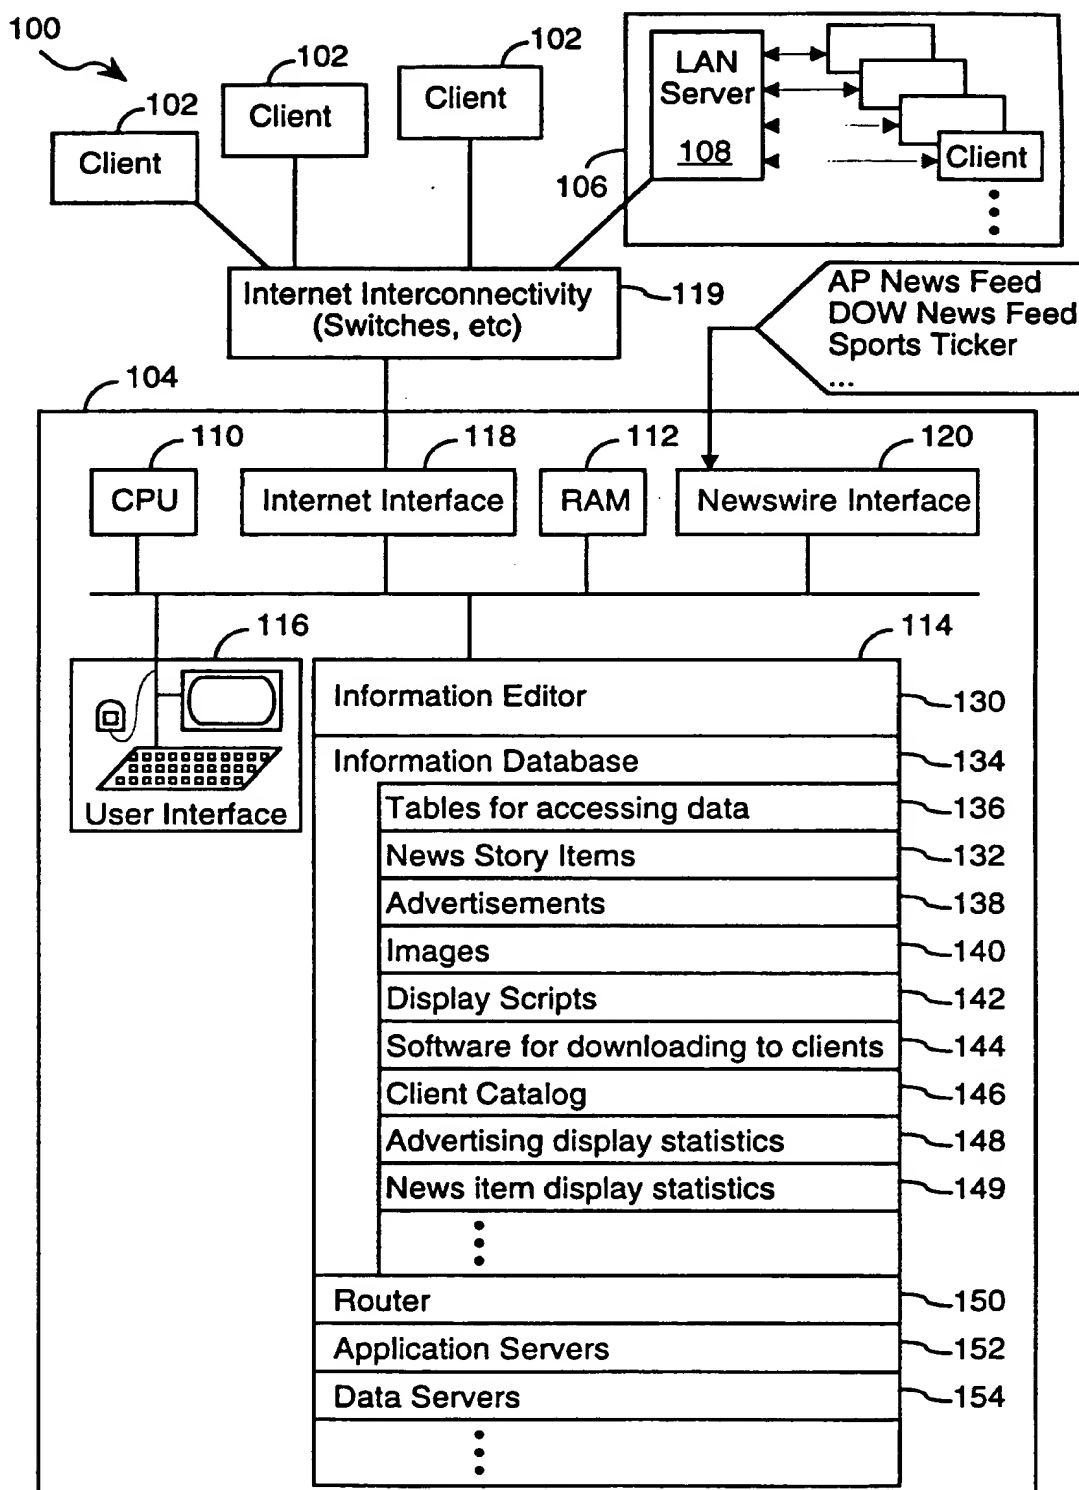 100
102
Client
102
Client
102
Client
LAN
Server
108
106
Client
Internet Interconnectivity
(Switches, etc)
119
AP News Feed
DOW News Feed
Sports Ticker
...
104
110
CPU
118
Internet Interface
112
RAM
120
Newswire Interface
116
User Interface
114
Information Editor
130
Information Database
134
Tables for accessing data
136
News Story Items
132
Advertisements
138
Images
140
Display Scripts
142
Software for downloading to clients
144
Client Catalog
146
Advertising display statistics
148
News item display statistics
149
Router
150
Application Servers
152
Data Servers
154